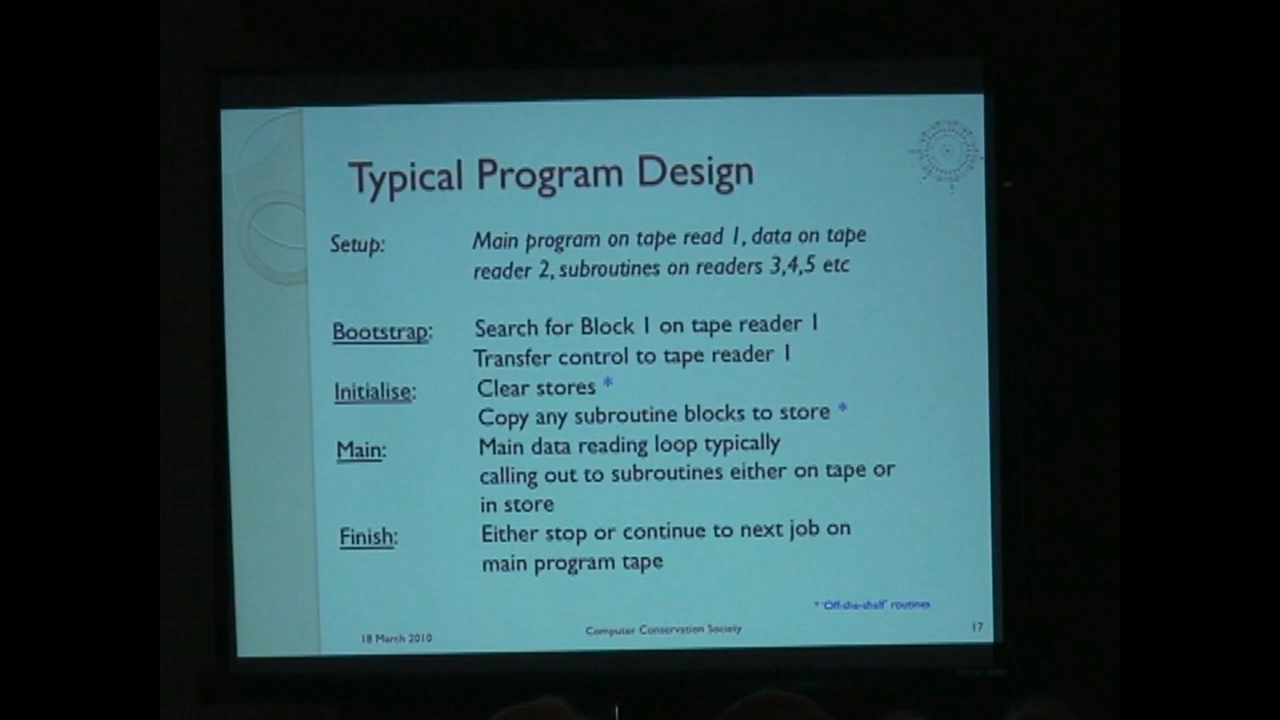 Typical Program Design
Setup: Main program on tape read 1, data on tape
reader 2, subroutines on readers 3,4,5 etc
Bootstrap: Search for Block 1 on tape reader 1
Transfer control to tape reader 1
Initialise: Clear stores *
Copy any subroutine blocks to store *
Main: Main data reading loop typically
calling out to subroutines either on tape or
in store
Finish: Either stop or continue to next job on
main program tape
* "Off-the-shelf" routines
18 March 2010 Computer Conservation Society 17